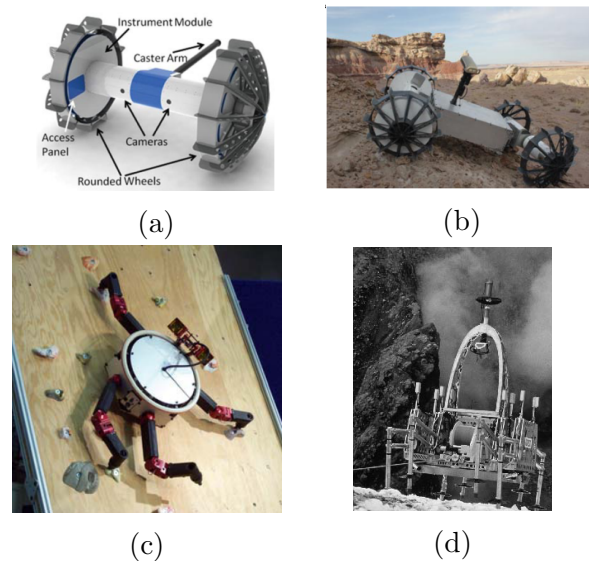 Instrument Module
Caster Arm
Access
Panel
Cameras
Rounded Wheels
(a)
(b)
(c)
(d)